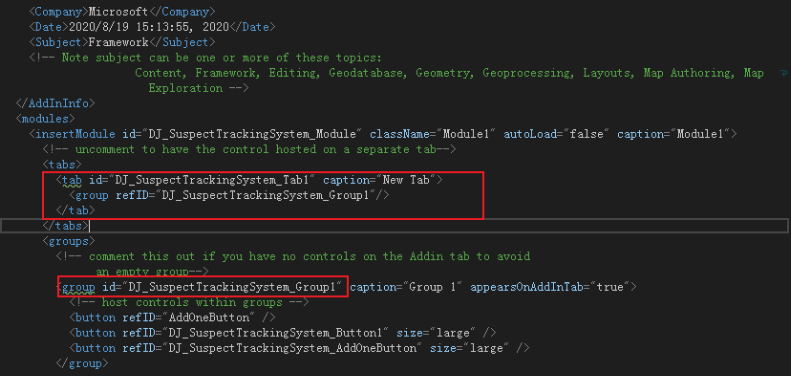 <Company>Microsoft</Company>
<Date>2020/8/19 15:13:55, 2020</Date>
<Subject>Framework</Subject>
<!-- Note subject can be one or more of these topics:
Content, Framework, Editing, Geodatabase, Geometry, Geoprocessing, Layouts, Map Authoring, Map
Exploration -->
</AddInInfo>
<modules>
<insertModule id="DJ_SuspectTrackingSystem_Module" className="Module1" autoLoad="false" caption="Module1">
<!-- uncomment to have the control hosted on a separate tab-->
<tabs>
<tab id="DJ_SuspectTrackingSystem_Tab1" caption="New Tab">
<group refID="DJ_SuspectTrackingSystem_Group1"/>
</tab>
</tabs>
<groups>
<!-- comment this out if you have no controls on the Addin tab to avoid
an empty group-->
<group id="DJ_SuspectTrackingSystem_Group1" caption="Group 1" appearsOnAddInTab="true">
<!-- host controls within groups -->
<button refID="AddOneButton" />
<button refID="DJ_SuspectTrackingSystem_Button1" size="large" />
<button refID="DJ_SuspectTrackingSystem_AddOneButton" size="large" />
</group>